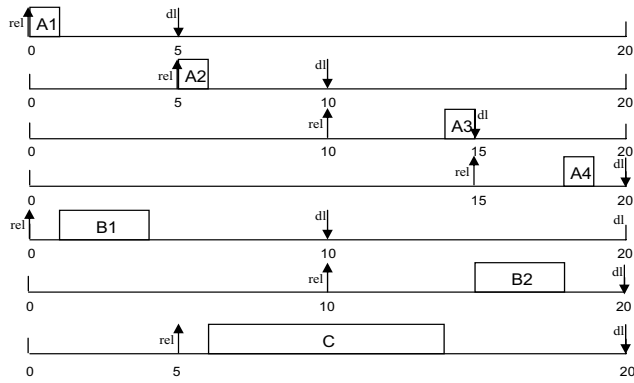 rel A1 dl
0 5 20
rel A2 dl
0 5 10 20
rel A3 dl
0 10 15 20
rel A4 dl
0 15 20
rel B1 dl
0 10 20
rel B2 dl
0 10 20
rel C dl
0 5 20